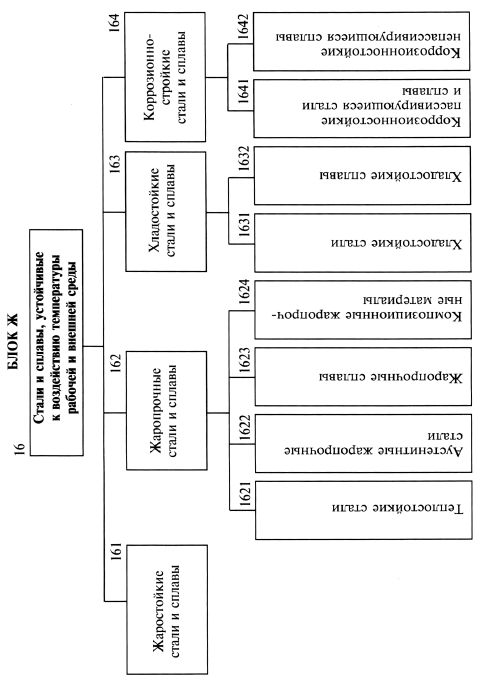 БЛОК Ж
16
Стали и сплавы, устойчивые
к воздействию температуры
рабочей и внешней среды
161
Жаростойкие
стали и сплавы
162
Жаропрочные
стали и сплавы
163
Хладостойкие
стали и сплавы
164
Коррозионно-
стройкие
стали и сплавы
1621
Теплостойкие стали
1622
Аустенитные жаропрочные
стали
1623
Жаропрочные сплавы
1624
Композиционные жаропроч-
ные материалы
1631
Хладостойкие стали
1632
Хладостойкие сплавы
1641
Коррозионностойкие
пассивирующиеся стали
и сплавы
1642
Коррозионностойкие
непассивирующиеся сплавы